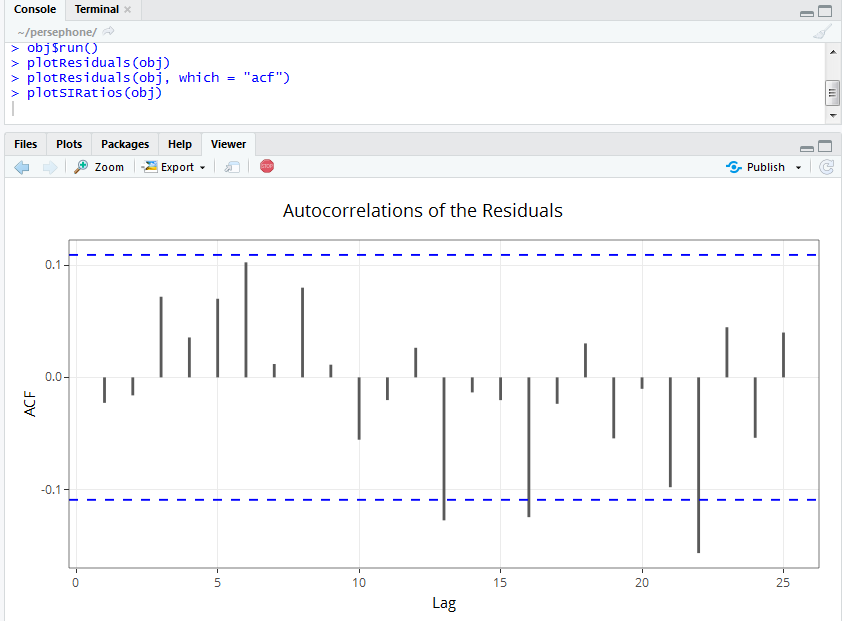 Console Terminal ×
~/persephone/
> obj$run()
> plotResiduals(obj)
> plotResiduals(obj, which = "acf")
> plotSIRatios(obj)
Files Plots Packages Help Viewer
Zoom Export STOP Publish
Autocorrelations of the Residuals
0.1
0.0
-0.1
ACF
0 5 10 15 20 25
Lag